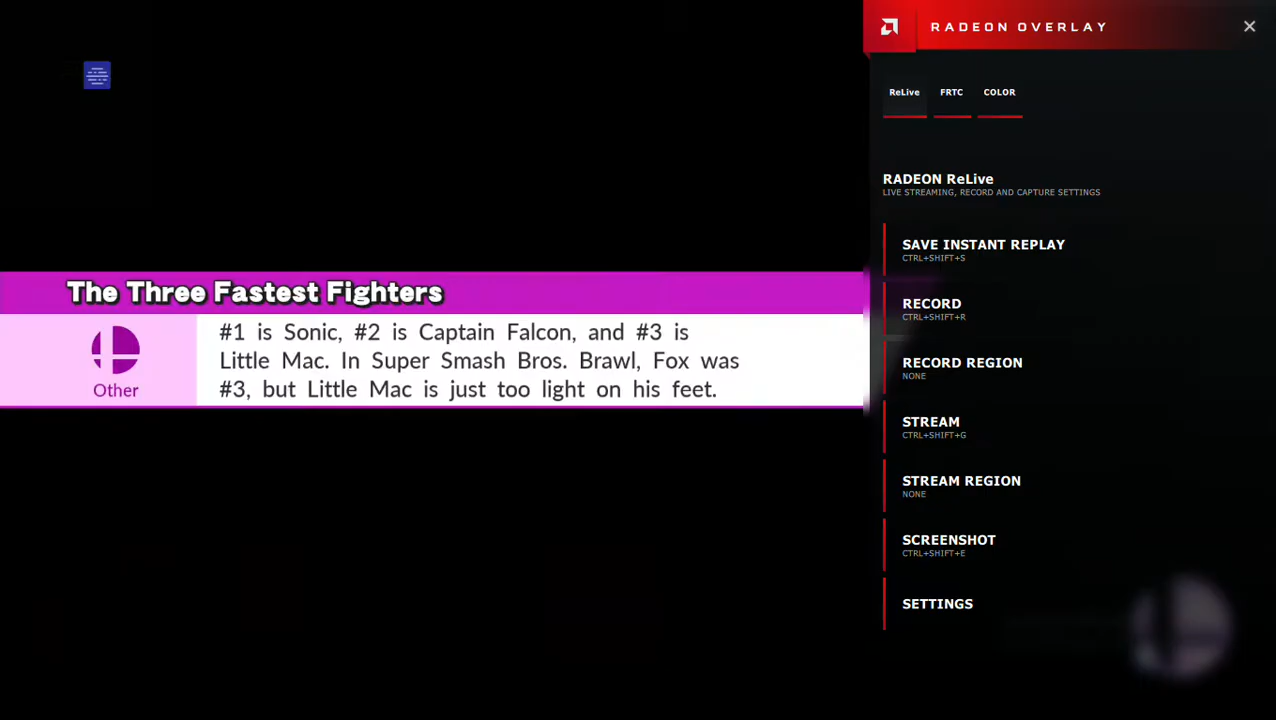 The Three Fastest Fighters
Other
#1 is Sonic, #2 is Captain Falcon, and #3 is
Little Mac. In Super Smash Bros. Brawl, Fox was
#3, but Little Mac is just too light on his feet.
RADEON OVERLAY
ReLive FRTC COLOR
RADEON ReLive
LIVE STREAMING, RECORD AND CAPTURE SETTINGS
SAVE INSTANT REPLAY
CTRL+SHIFT+S
RECORD
CTRL+SHIFT+R
RECORD REGION
NONE
STREAM
CTRL+SHIFT+G
STREAM REGION
NONE
SCREENSHOT
CTRL+SHIFT+E
SETTINGS